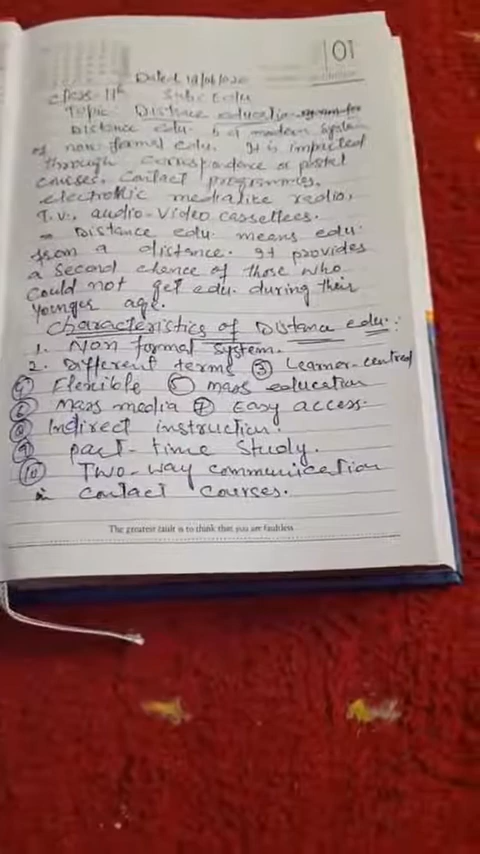 01
Dated 18/06/2020
Class-11th Sub: Edu
Topic: Distance education
Distance edu. is a modern system
of non-formal edu. It is imparted
through correspondence or postal
courses, contact programmes,
electronic media like radio,
T.V., audio-video cassettees.
- Distance edu. means edu.
from a distance. It provides
a second chance of those who
could not get edu. during their
younger age.
Characteristics of Distance edu.:
1. Non formal system.
2. Different terms ③ Learner-centred
④ Flexible ⑤ mass education
⑥ Mass media ⑦ Easy access.
⑧ Indirect instruction.
⑨ part-time study.
⑩ Two-way communication
in contact courses.
The greatest fault is to think that you are faultless